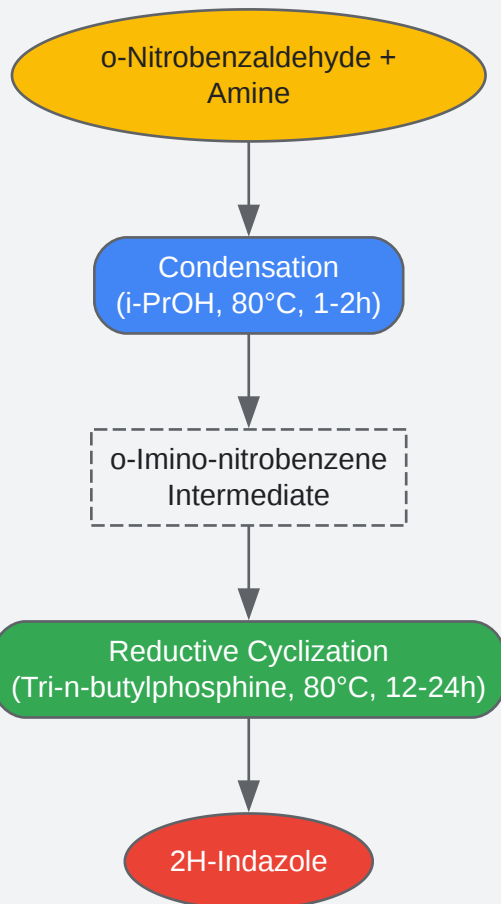 o-Nitrobenzaldehyde +
Amine
Condensation
(i-PrOH, 80°C, 1-2h)
o-Imino-nitrobenzene
Intermediate
Reductive Cyclization
(Tri-n-butylphosphine, 80°C, 12-24h)
2H-Indazole